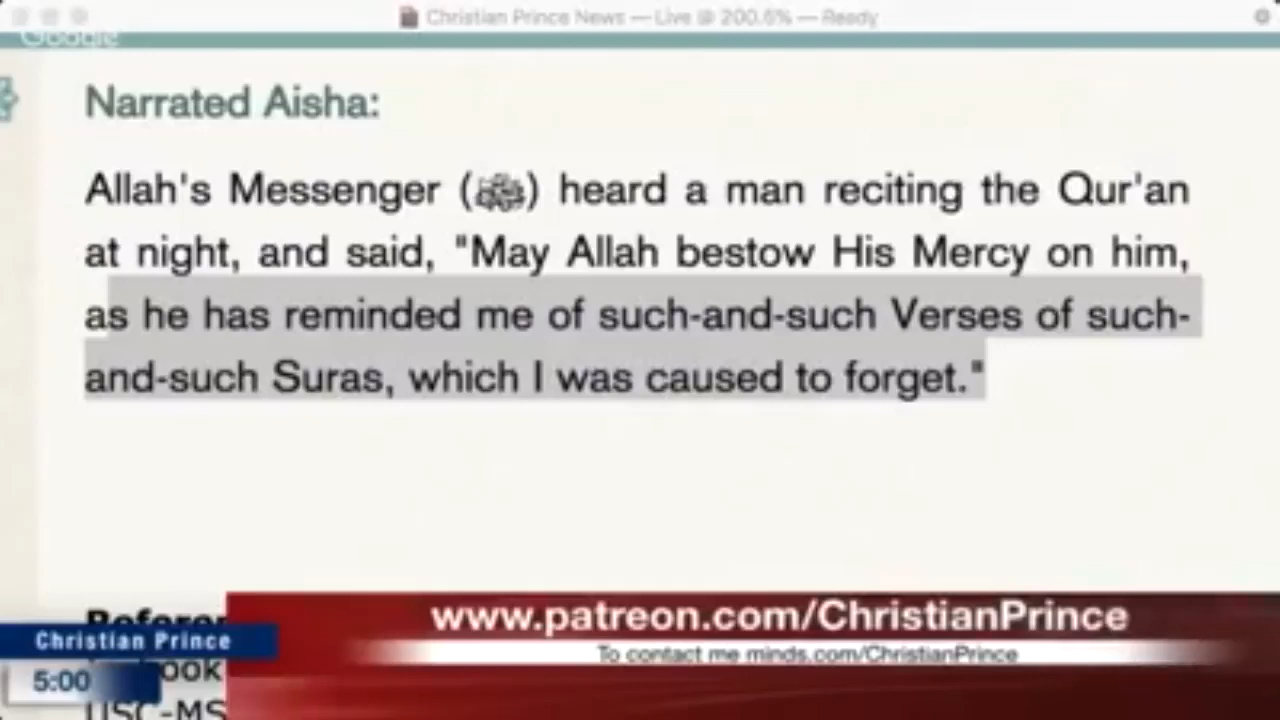 Christian Prince News — Live @ 200.6% — Ready
Google
Narrated Aisha:
Allah's Messenger (ﷺ) heard a man reciting the Qur'an
at night, and said, "May Allah bestow His Mercy on him,
as he has reminded me of such-and-such Verses of such-
and-such Suras, which I was caused to forget."
www.patreon.com/ChristianPrince
Christian Prince
To contact me minds.com/ChristianPrince
5:00
USC-MS